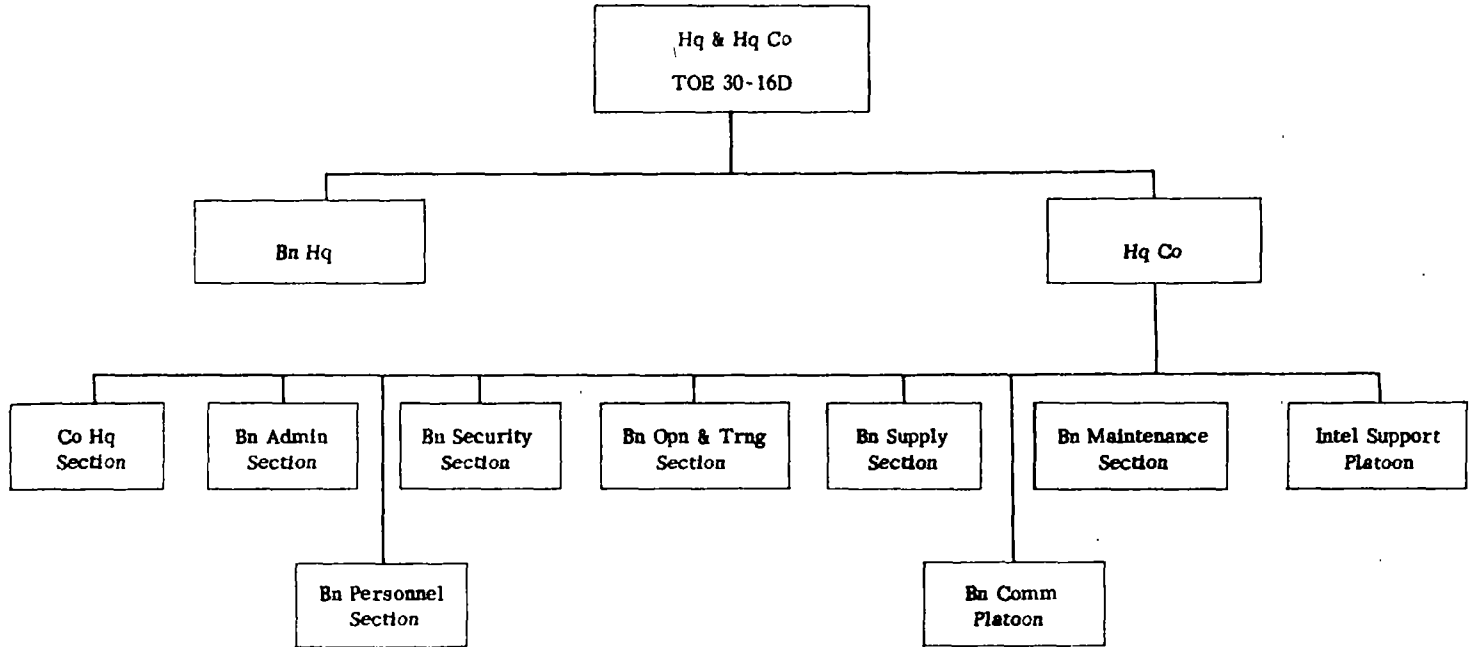 Hq & Hq Co
TOE 30-16D
Bn Hq
Hq Co
Co Hq
Section
Bn Admin
Section
Bn Security
Section
Bn Opn & Trng
Section
Bn Supply
Section
Bn Maintenance
Section
Intel Support
Platoon
Bn Personnel
Section
Bn Comm
Platoon